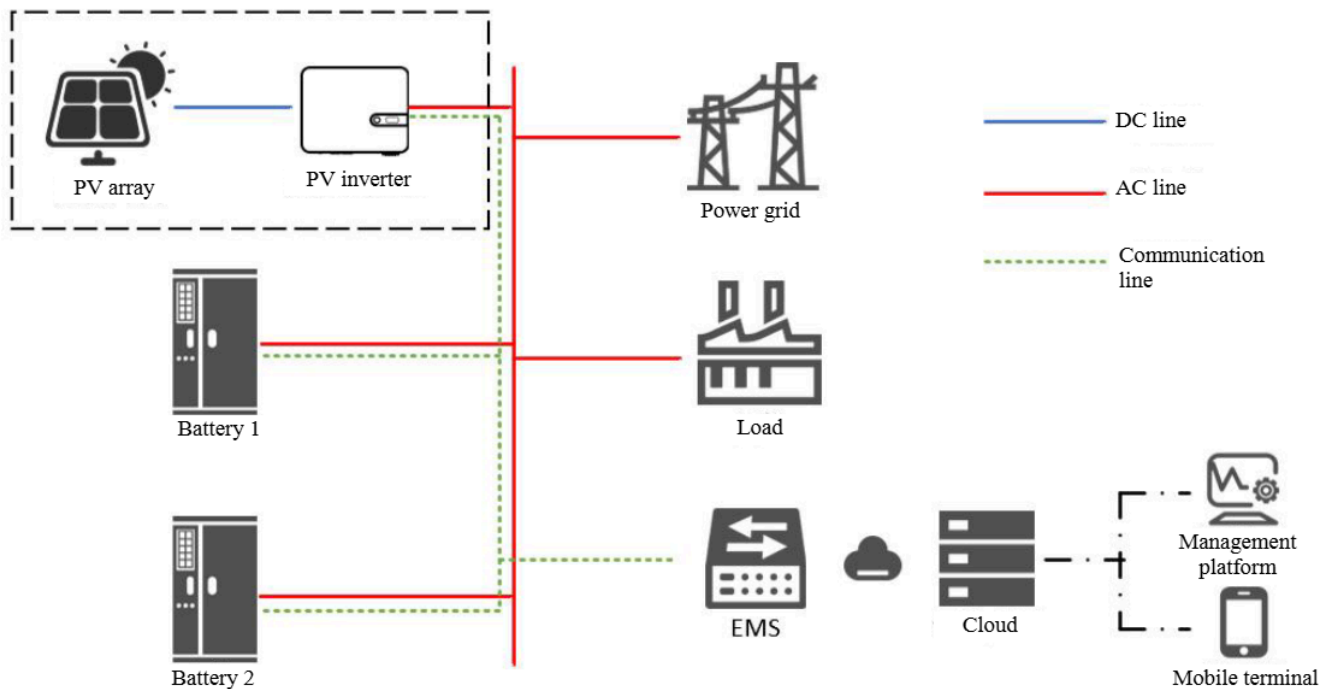 PV array
PV inverter
Power grid
DC line
AC line
Communication
line
Battery 1
Load
Battery 2
EMS
Cloud
Management
platform
Mobile terminal